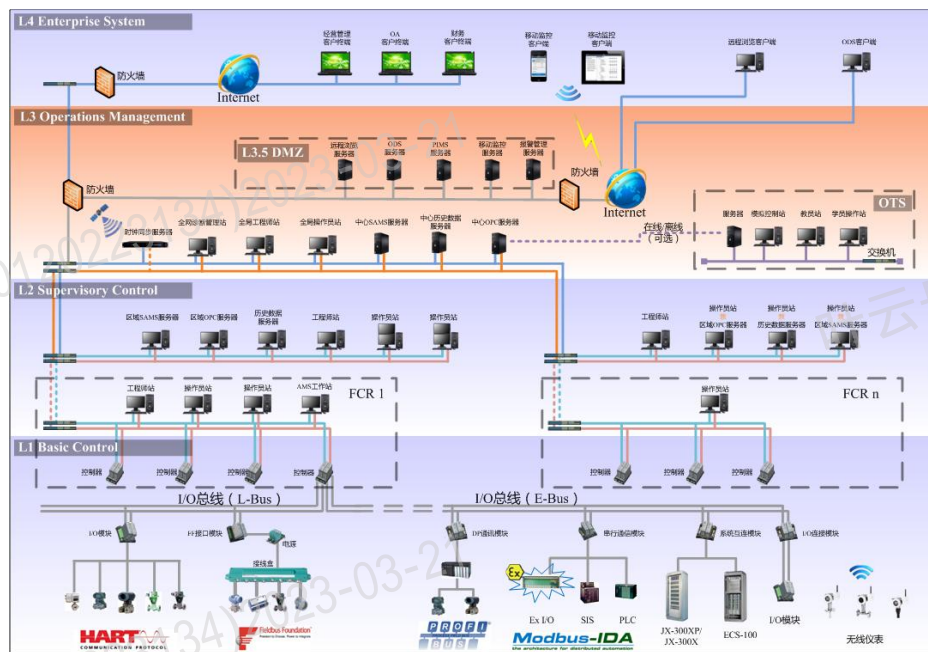 L4 Enterprise System
经营管理
客户终端
OA
客户终端
财务
客户终端
移动监控
客户端
移动监控
客户端
远程浏览客户端
ODS客户端
防火墙
Internet
L3 Operations Management
L3.5 DMZ
远程浏览
服务器
ODS
服务器
PIMS
服务器
移动监控
服务器
报警管理
服务器
防火墙
防火墙
Internet
OTS
服务器
模拟控制站
教员站
学员操作站
交换机
时钟同步服务器
全局诊断管理站
全局工程师站
全局操作员站
中心SAMS服务器
中心历史数据
服务器
中心OPC服务器
在线/离线
(可选)
L2 Supervisory Control
区域SAMS服务器
区域OPC服务器
历史数据
服务器
工程师站
操作员站
操作员站
工程师站
操作员站
区域OPC服务器
操作员站
历史数据服务器
操作员站
区域SAMS服务器
工程师站
操作员站
操作员站
AMS工作站
FCR 1
操作员站
FCR n
L1 Basic Control
控制器
控制器
控制器
控制器
控制器
控制器
控制器
I/O总线(L-Bus)
I/O总线(E-Bus)
I/O模块
FF接口模块
电源
接线盒
DP通讯模块
串行通信模块
系统互连模块
I/O连接模块
Ex
Ex I/O
SIS
PLC
JX-300XP/
JX-300X
ECS-100
I/O模块
无线仪表
HART
COMMUNICATION PROTOCOL
Fieldbus Foundation
PROFI
BUS
Modbus-IDA
the architecture for distributed automation
2023-03-21